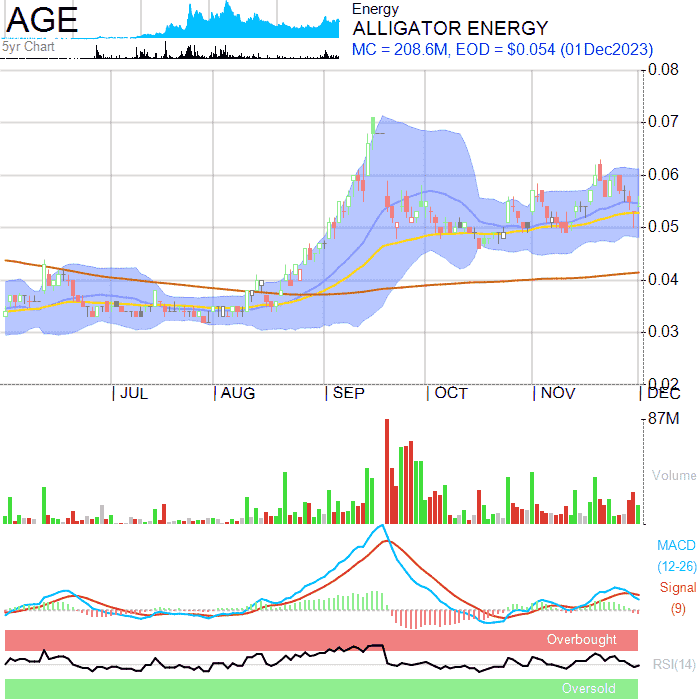 AGE
5yr Chart
Energy
ALLIGATOR ENERGY
MC = 208.6M, EOD = $0.054 (01Dec2023)
0.08
0.07
0.06
0.05
0.04
0.03
0.02
JUL AUG SEP OCT NOV DEC
87M
Volume
MACD
(12-26)
Signal
(9)
Overbought
RSI(14)
Oversold